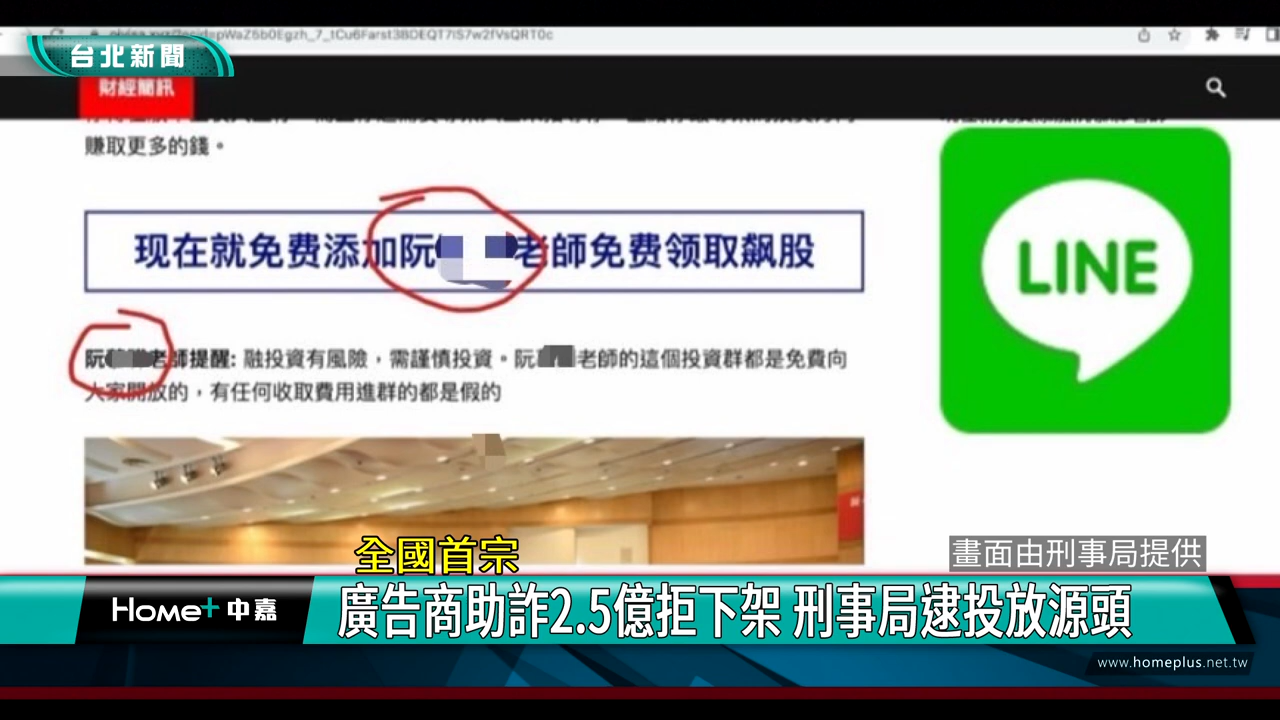 台北新聞
財經簡訊
賺取更多的錢。
现在就免费添加阮 老師免费领取飙股
LINE
阮 老師提醒: 融投資有風險，需謹慎投資。阮 老師的這個投資群都是免費向
大家開放的，有任何收取費用進群的都是假的
全國首宗
畫面由刑事局提供
Home+中嘉
廣告商助詐2.5億拒下架 刑事局逮投放源頭
www.homeplus.net.tw